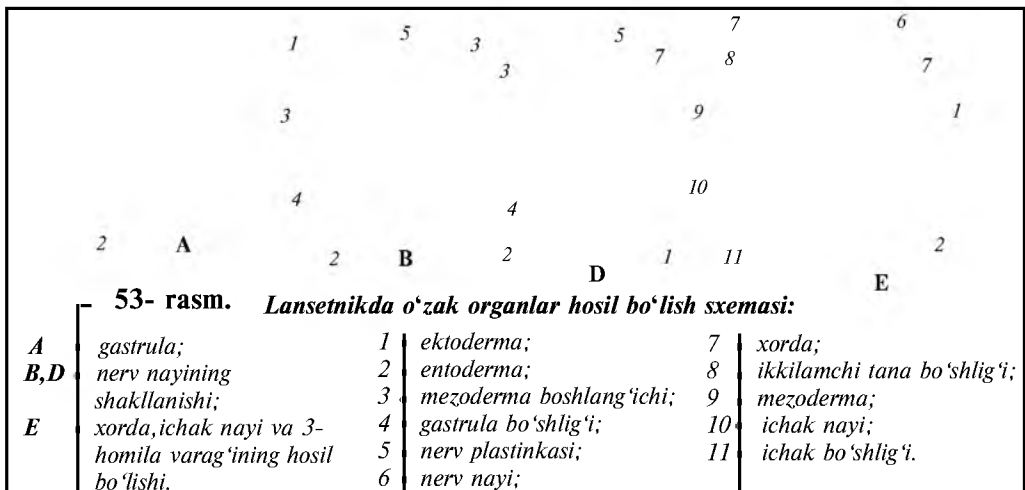 7
6
5
5
1
3
7
8
7
3
9
1
3
10
4
4
2
A
2
B
2
1
11
2
D
E
53- rasm. Lansetnikda o‘zak organlar hosil bo‘lish sxemasi:
A gastrula;
B,D nerv nayining
shakllanishi;
E xorda,ichak nayi va 3-
homila varag‘ining hosil
bo‘lishi.
1 ektoderma;
2 entoderma;
3 mezoderma boshlang‘ichi;
4 gastrula bo‘shlig‘i;
5 nerv plastinkasi;
6 nerv nayi;
7 xorda;
8 ikkilamchi tana bo‘shlig‘i;
9 mezoderma;
10 ichak nayi;
11 ichak bo‘shlig‘i.